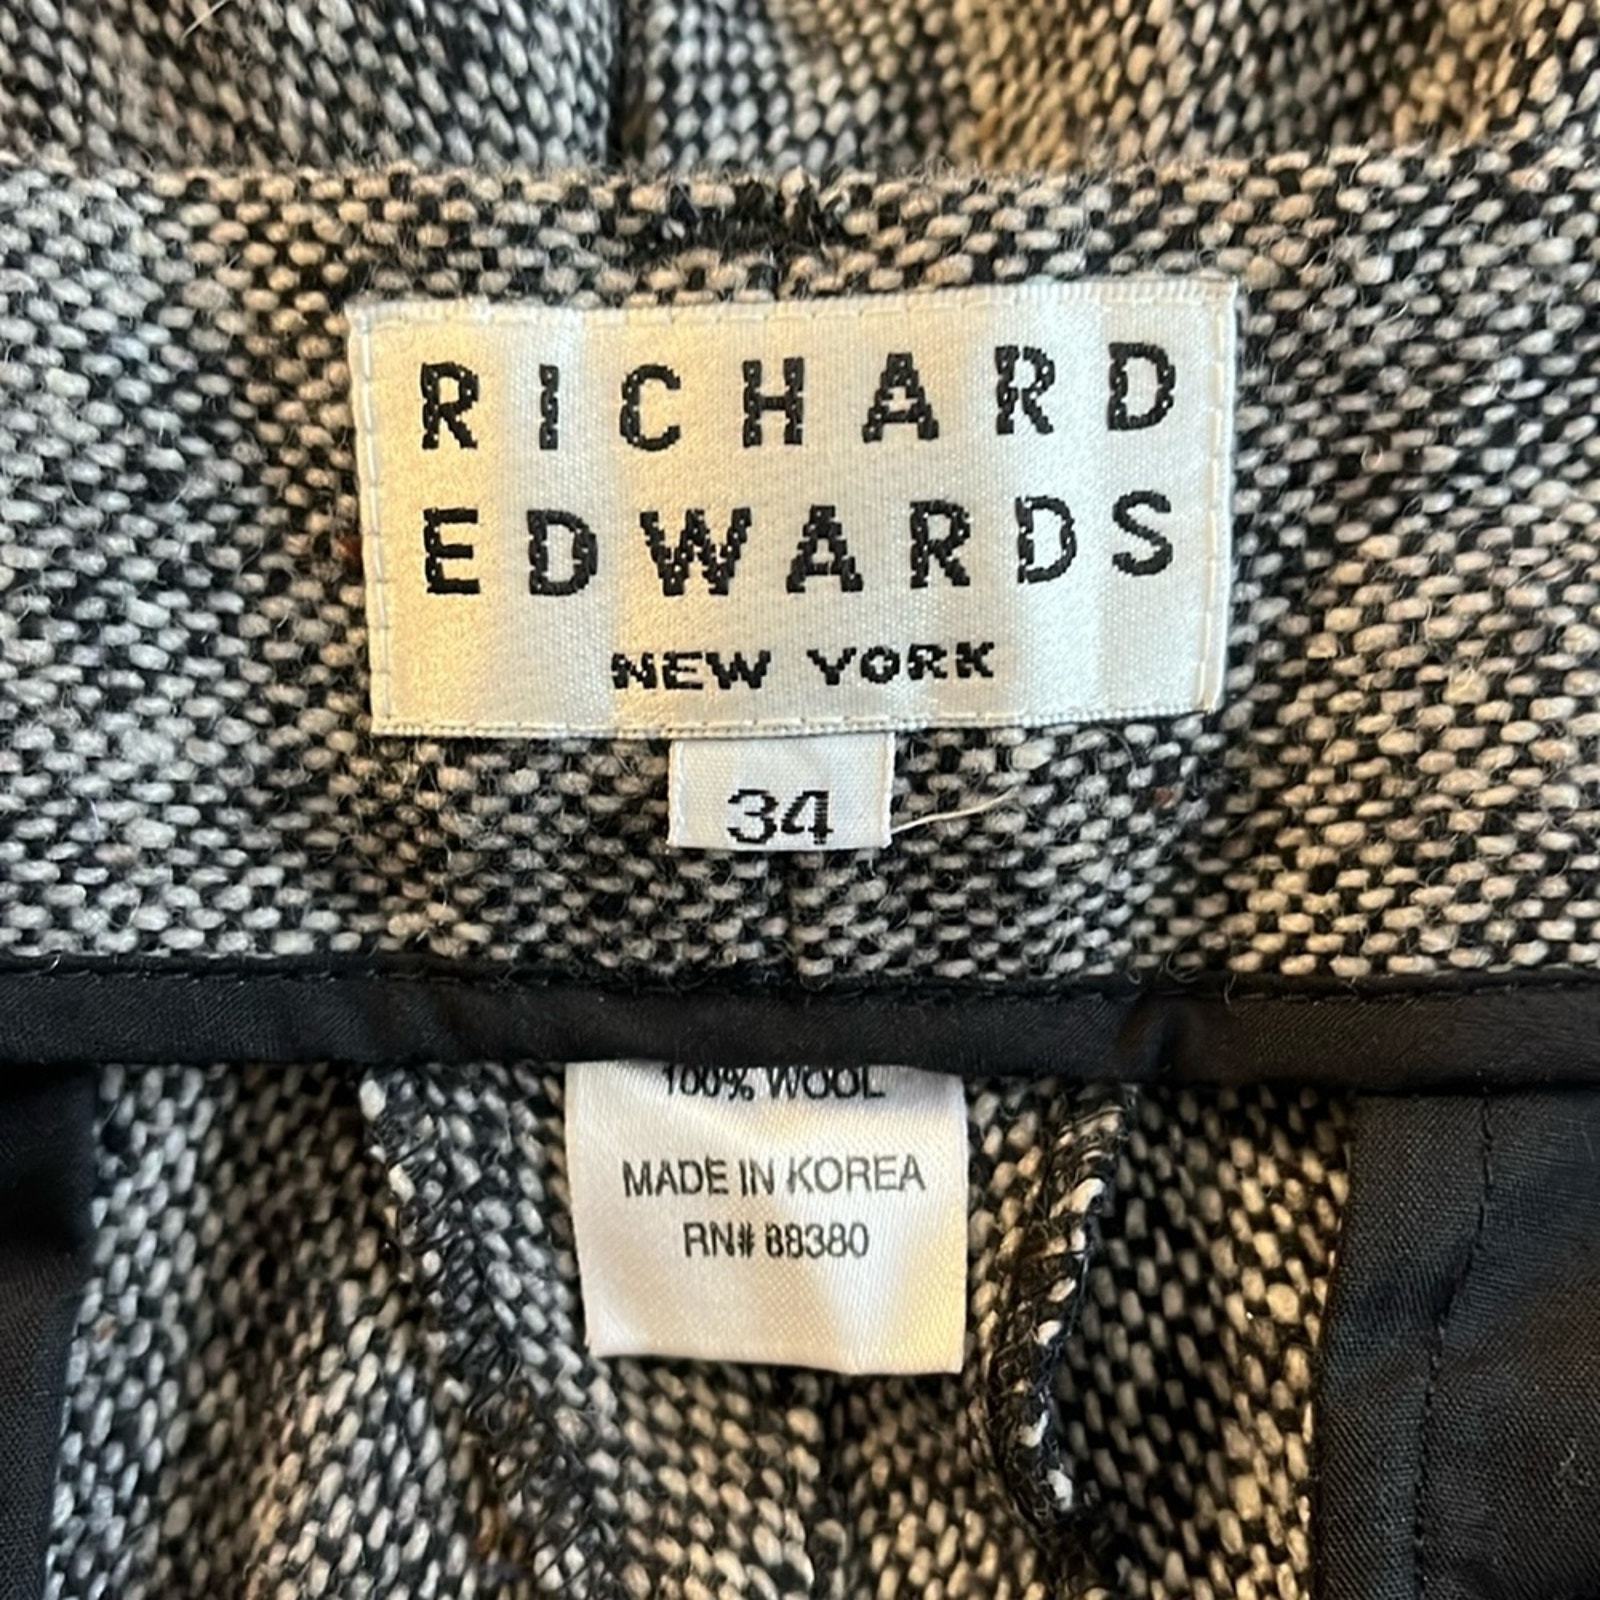 RICHARD
EDWARDS
NEW YORK
34
100% WOOL
MADE IN KOREA
RN# 88380